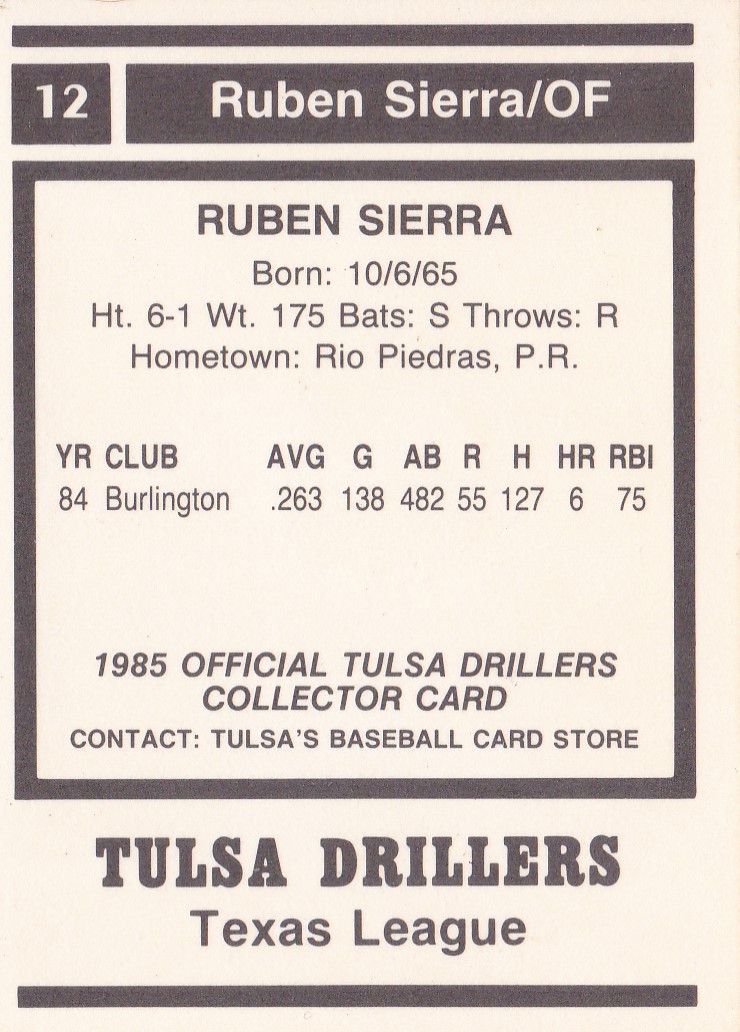 12 Ruben Sierra/OF
RUBEN SIERRA
Born: 10/6/65
Ht. 6-1 Wt. 175 Bats: S Throws: R
Hometown: Rio Piedras, P.R.
YR CLUB AVG G AB R H HR RBI
84 Burlington .263 138 482 55 127 6 75
1985 OFFICIAL TULSA DRILLERS
COLLECTOR CARD
CONTACT: TULSA'S BASEBALL CARD STORE
TULSA DRILLERS
Texas League